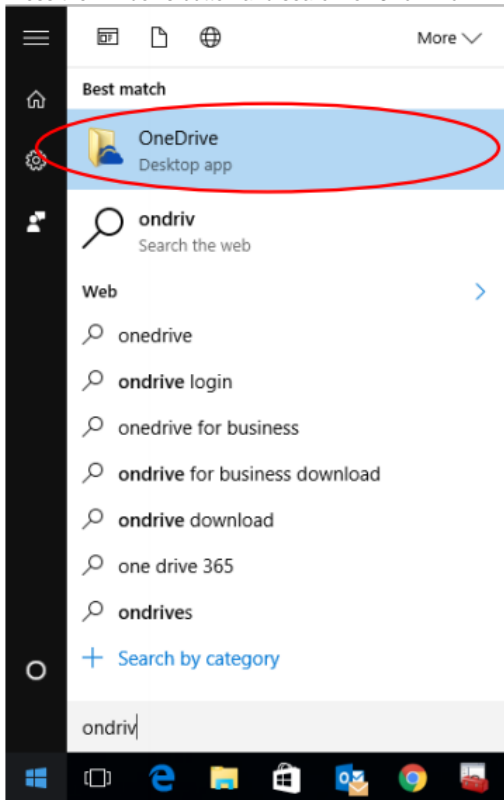 More
Best match
OneDrive
Desktop app
ondriv
Search the web
Web
onedrive
ondrive login
onedrive for business
ondrive for business download
ondrive download
one drive 365
ondrives
Search by category
ondriv